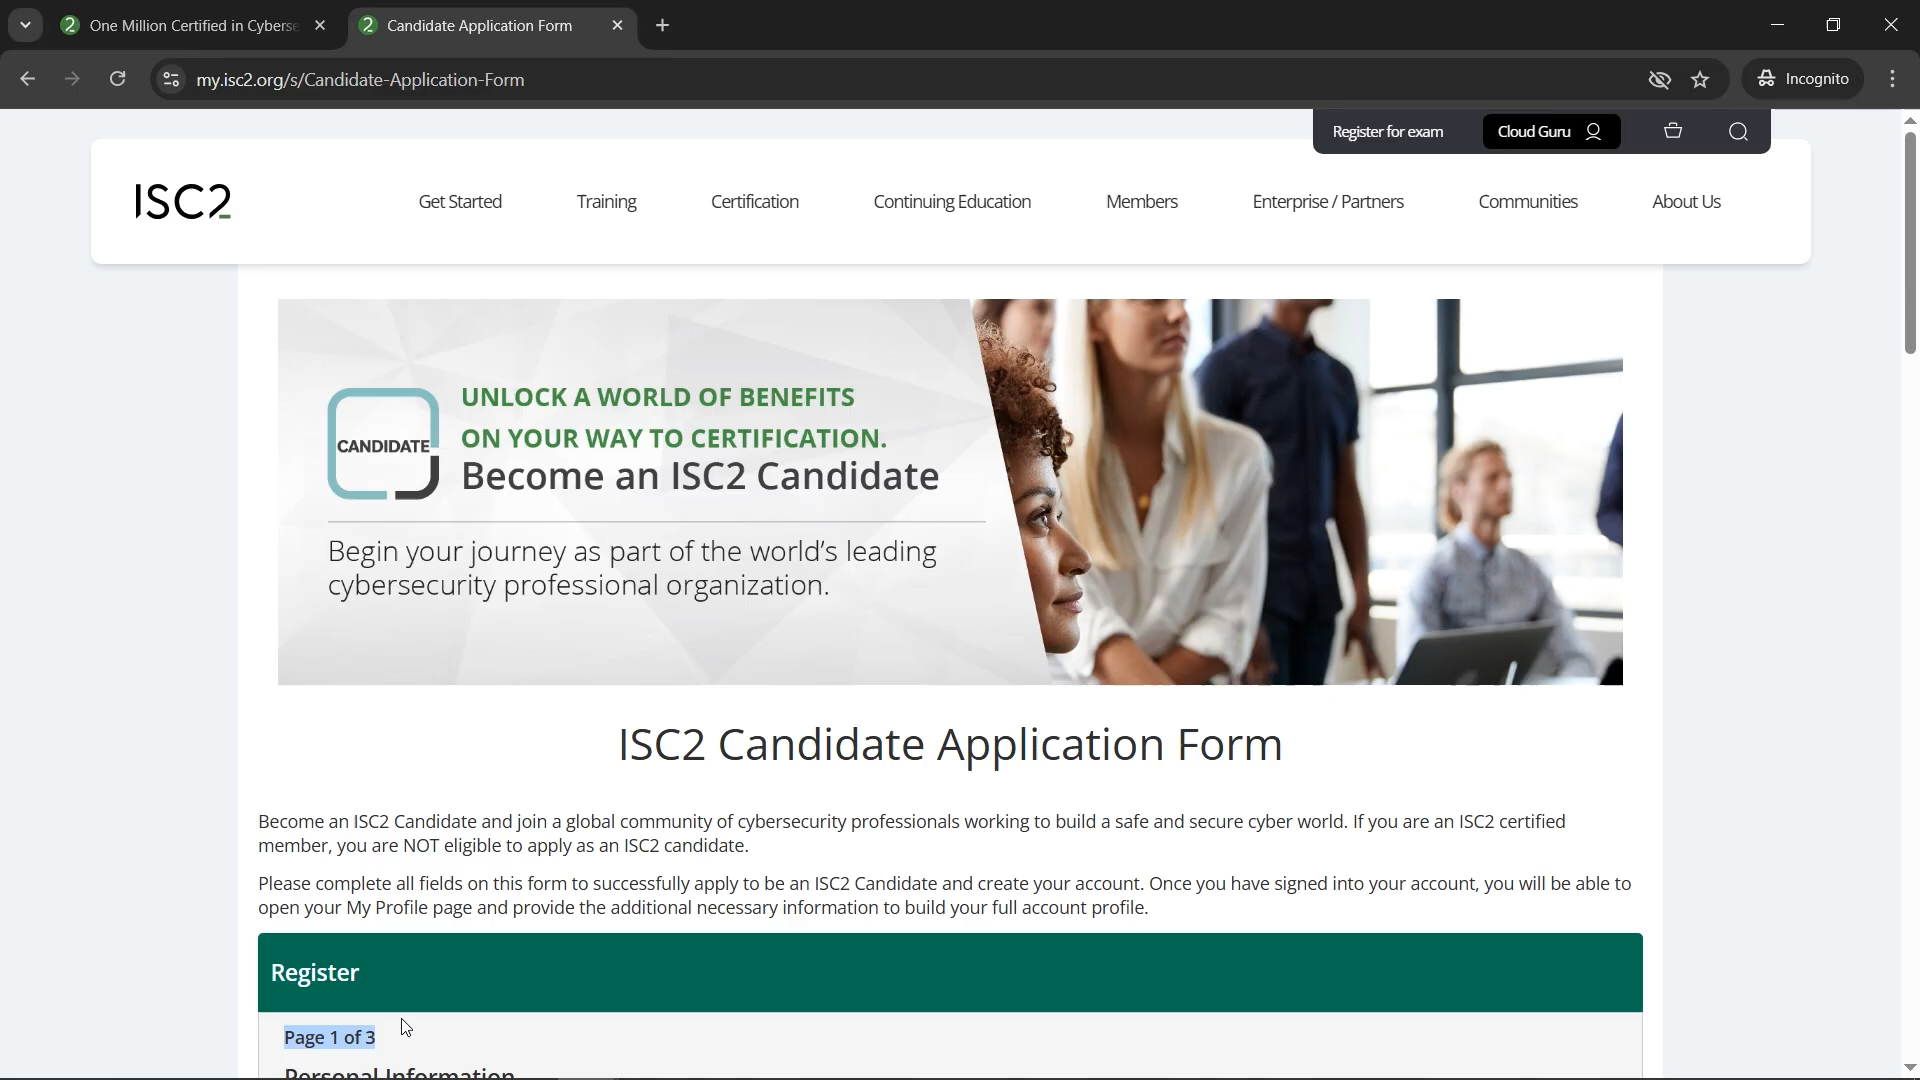 One Million Certified in Cyberse
Candidate Application Form
my.isc2.org/s/Candidate-Application-Form
Incognito
Register for exam
Cloud Guru
ISC2
Get Started
Training
Certification
Continuing Education
Members
Enterprise / Partners
Communities
About Us
CANDIDATE
UNLOCK A WORLD OF BENEFITS
ON YOUR WAY TO CERTIFICATION.
Become an ISC2 Candidate
Begin your journey as part of the world's leading
cybersecurity professional organization.
ISC2 Candidate Application Form
Become an ISC2 Candidate and join a global community of cybersecurity professionals working to build a safe and secure cyber world. If you are an ISC2 certified
member, you are NOT eligible to apply as an ISC2 candidate.
Please complete all fields on this form to successfully apply to be an ISC2 Candidate and create your account. Once you have signed into your account, you will be able to
open your My Profile page and provide the additional necessary information to build your full account profile.
Register
Page 1 of 3
Personal Information